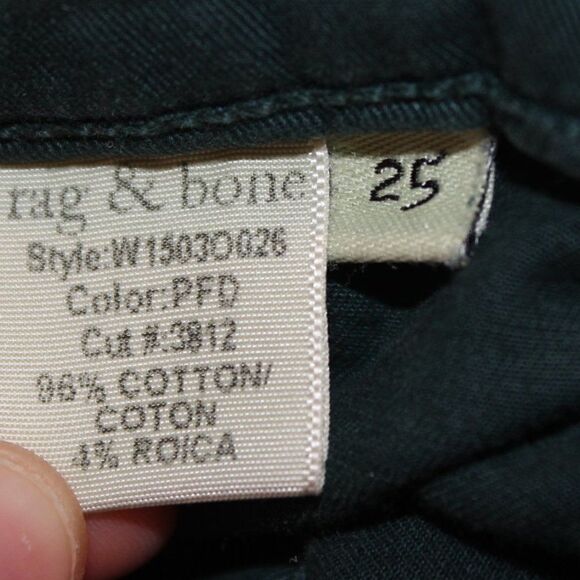 rag & bone
25
Style:W1503O026
Color:PFD
Cut #:3812
96% COTTON/
COTON
4% ROICA